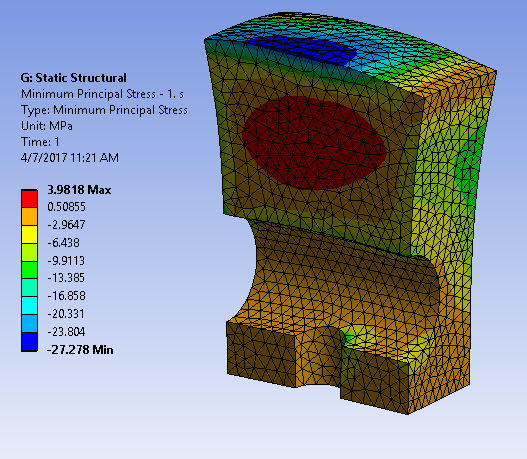 G: Static Structural
Minimum Principal Stress - 1. s
Type: Minimum Principal Stress
Unit: MPa
Time: 1
4/7/2017 11:21 AM
3.9818 Max
0.50855
-2.9647
-6.438
-9.9113
-13.385
-16.858
-20.331
-23.804
-27.278 Min